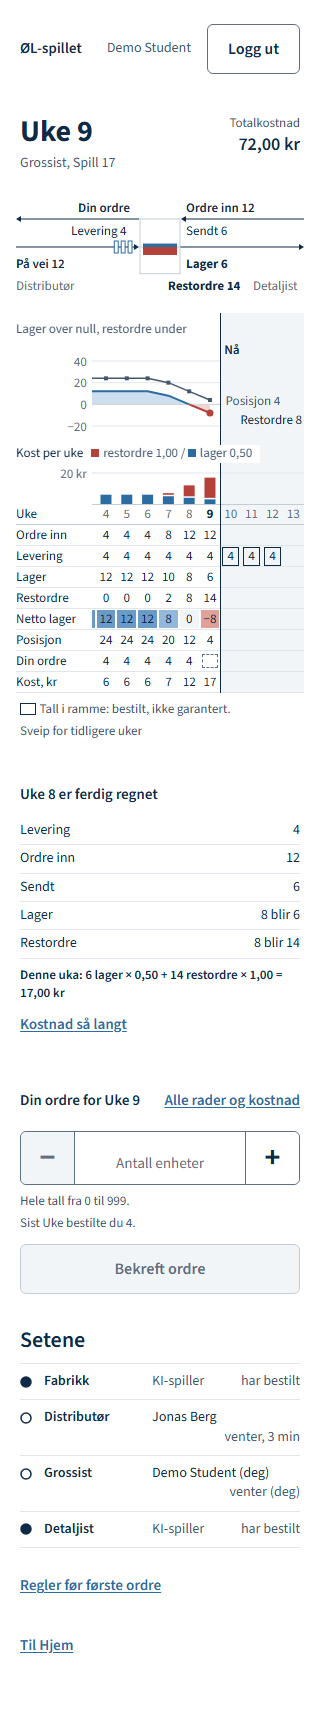 ØL-spillet Demo Student Logg ut
Uke 9 Totalkostnad
72,00 kr
Grossist, Spill 17
Din ordre Ordre inn 12
Levering 4 Sendt 6
På vei 12 Lager 6
Distributør Restordre 14 Detaljist
Lager over null, restordre under
Nå
40
20
0
−20
Posisjon 4
Restordre 8
Kost per uke restordre 1,00 / lager 0,50
20 kr
Uke 4 5 6 7 8 9 10 11 12 13
Ordre inn 4 4 4 8 12 12
Levering 4 4 4 4 4 4 4 4 4
Lager 12 12 12 10 8 6
Restordre 0 0 0 2 8 14
Netto lager 12 12 12 8 0 −8
Posisjon 24 24 24 20 12 4
Din ordre 4 4 4 4 4
Kost, kr 6 6 6 7 12 17
Tall i ramme: bestilt, ikke garantert.
Sveip for tidligere uker
Uke 8 er ferdig regnet
Levering 4
Ordre inn 12
Sendt 6
Lager 8 blir 6
Restordre 8 blir 14
Denne uka: 6 lager × 0,50 + 14 restordre × 1,00 =
17,00 kr
Kostnad så langt
Din ordre for Uke 9 Alle rader og kostnad
− Antall enheter +
Hele tall fra 0 til 999.
Sist Uke bestilte du 4.
Bekreft ordre
Setene
Fabrikk KI-spiller har bestilt
Distributør Jonas Berg
venter, 3 min
Grossist Demo Student (deg)
venter (deg)
Detaljist KI-spiller har bestilt
Regler før første ordre
Til Hjem